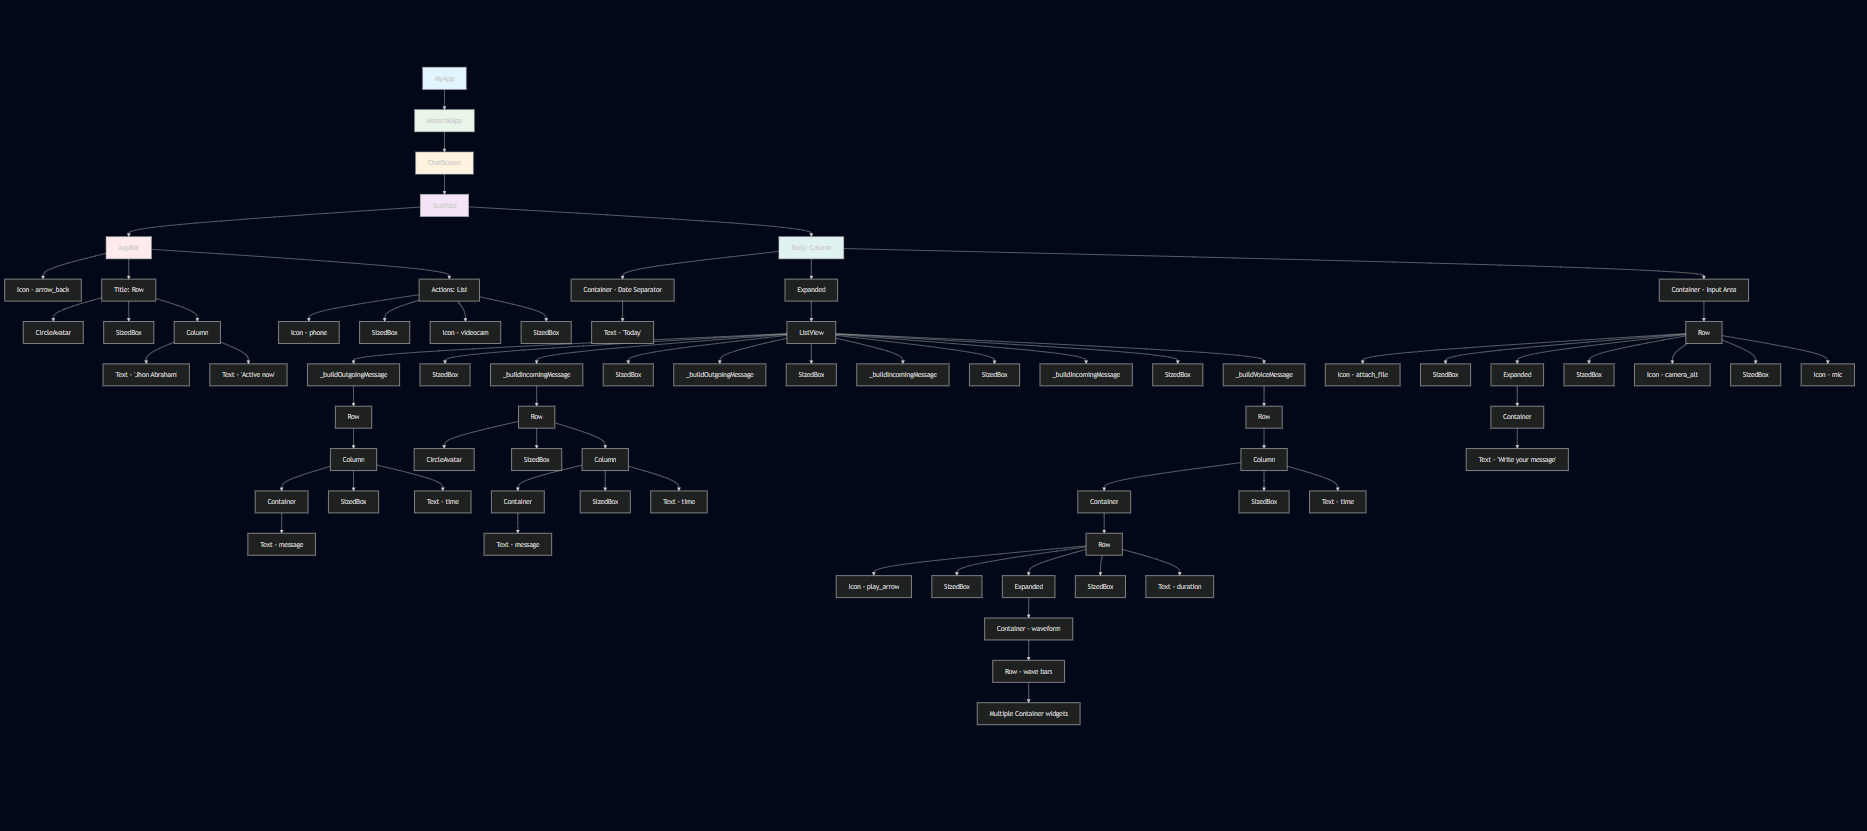 MyApp
MaterialApp
ChatScreen
Scaffold
AppBar
Body: Column
Icon - arrow_back
Title: Row
Actions: List
Container - Date Separator
Expanded
Container - Input Area
CircleAvatar
SizedBox
Column
Icon - phone
SizedBox
Icon - videocam
SizedBox
Text - 'Today'
ListView
Row
Text - 'Jhon Abraham'
Text - 'Active now'
_buildOutgoingMessage
SizedBox
_buildIncomingMessage
SizedBox
_buildOutgoingMessage
SizedBox
_buildIncomingMessage
SizedBox
_buildIncomingMessage
SizedBox
_buildVoiceMessage
Icon - attach_file
SizedBox
Expanded
SizedBox
Icon - camera_alt
SizedBox
Icon - mic
Row
Row
Row
Container
Column
CircleAvatar
SizedBox
Column
Column
Text - 'Write your message'
Container
SizedBox
Text - time
Container
SizedBox
Text - time
Container
SizedBox
Text - time
Text - message
Text - message
Row
Icon - play_arrow
SizedBox
Expanded
SizedBox
Text - duration
Container - waveform
Row - wave bars
Multiple Container widgets